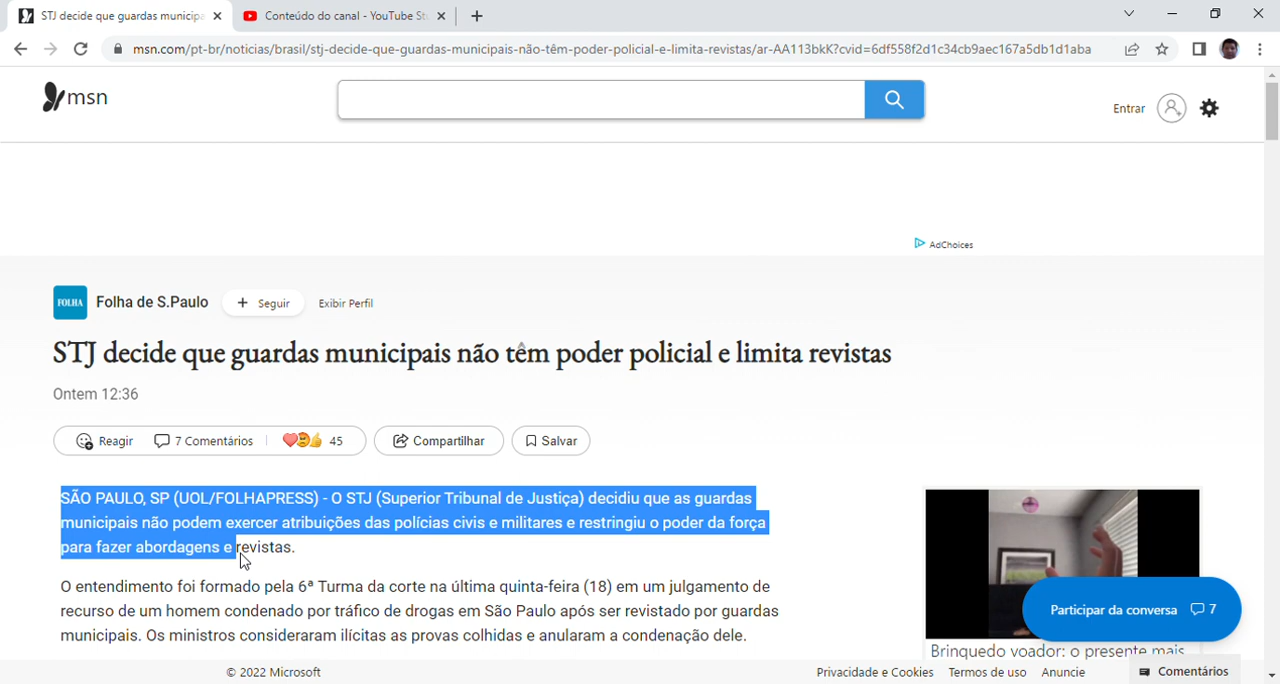 STJ decide que guardas municipa
Conteúdo do canal - YouTube St
msn.com/pt-br/noticias/brasil/stj-decide-que-guardas-municipais-não-têm-poder-policial-e-limita-revistas/ar-AA113bkK?cvid=6df558f2d1c34cb9aec167a5db1d1aba
msn
Entrar
AdChoices
FOLHA
Folha de S.Paulo
+ Seguir
Exibir Perfil
STJ decide que guardas municipais não têm poder policial e limita revistas
Ontem 12:36
Reagir
7 Comentários
45
Compartilhar
Salvar
SÃO PAULO, SP (UOL/FOLHAPRESS) - O STJ (Superior Tribunal de Justiça) decidiu que as guardas
municipais não podem exercer atribuições das polícias civis e militares e restringiu o poder da força
para fazer abordagens e revistas.
O entendimento foi formado pela 6ª Turma da corte na última quinta-feira (18) em um julgamento de
recurso de um homem condenado por tráfico de drogas em São Paulo após ser revistado por guardas
municipais. Os ministros consideraram ilícitas as provas colhidas e anularam a condenação dele.
Participar da conversa 7
Brinquedo voador: o presente mais
© 2022 Microsoft
Privacidade e Cookies
Termos de uso
Anuncie
Comentários